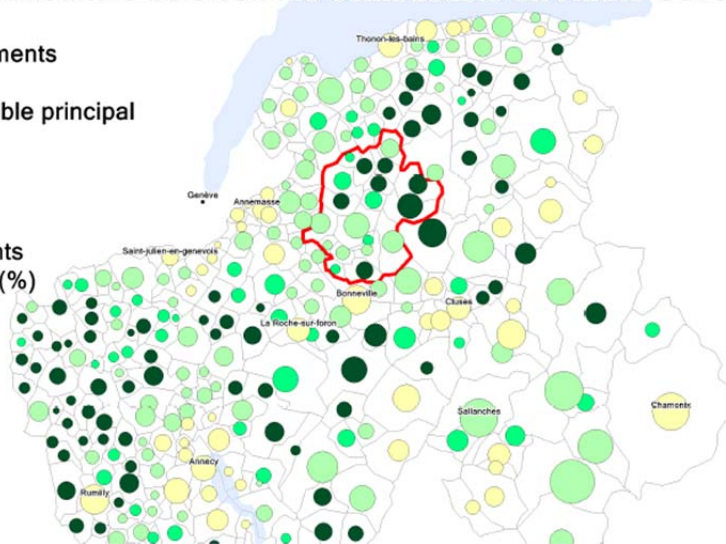 ments
ble principal
nts
(%)
Thonon-les-bains
Genève
Annemasse
Saint-julien-en-genevois
Bonneville
Cluses
La Roche-sur-foron
Sallanches
Chamonix
Annecy
Rumilly